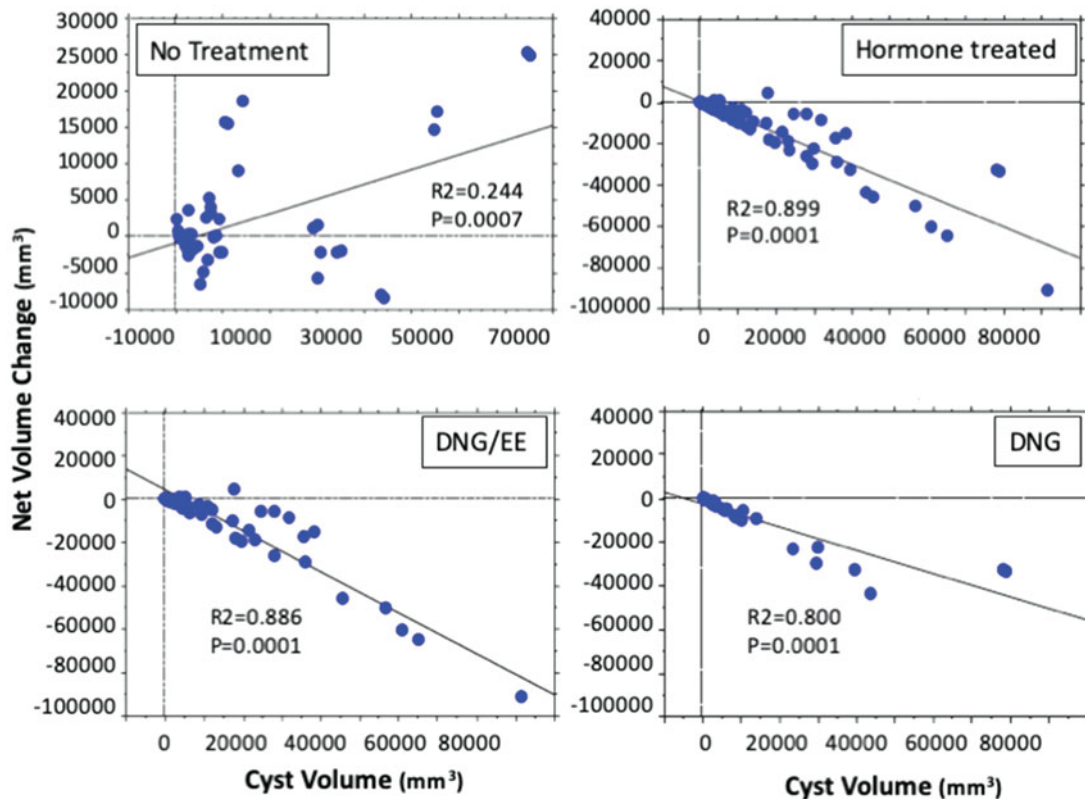 Net Volume Change (mm³)
No Treatment
30000
25000
20000
15000
10000
5000
0
-5000
-10000
R2=0.244
P=0.0007
-10000 10000 30000 50000 70000
Hormone treated
40000
20000
0
-20000
-40000
-60000
-80000
-100000
R2=0.899
P=0.0001
0 20000 40000 60000 80000
DNG/EE
40000
20000
0
-20000
-40000
-60000
-80000
-100000
R2=0.886
P=0.0001
0 20000 40000 60000 80000
Cyst Volume (mm³)
DNG
40000
20000
0
-20000
-40000
-60000
-80000
-100000
R2=0.800
P=0.0001
0 20000 40000 60000 80000
Cyst Volume (mm³)